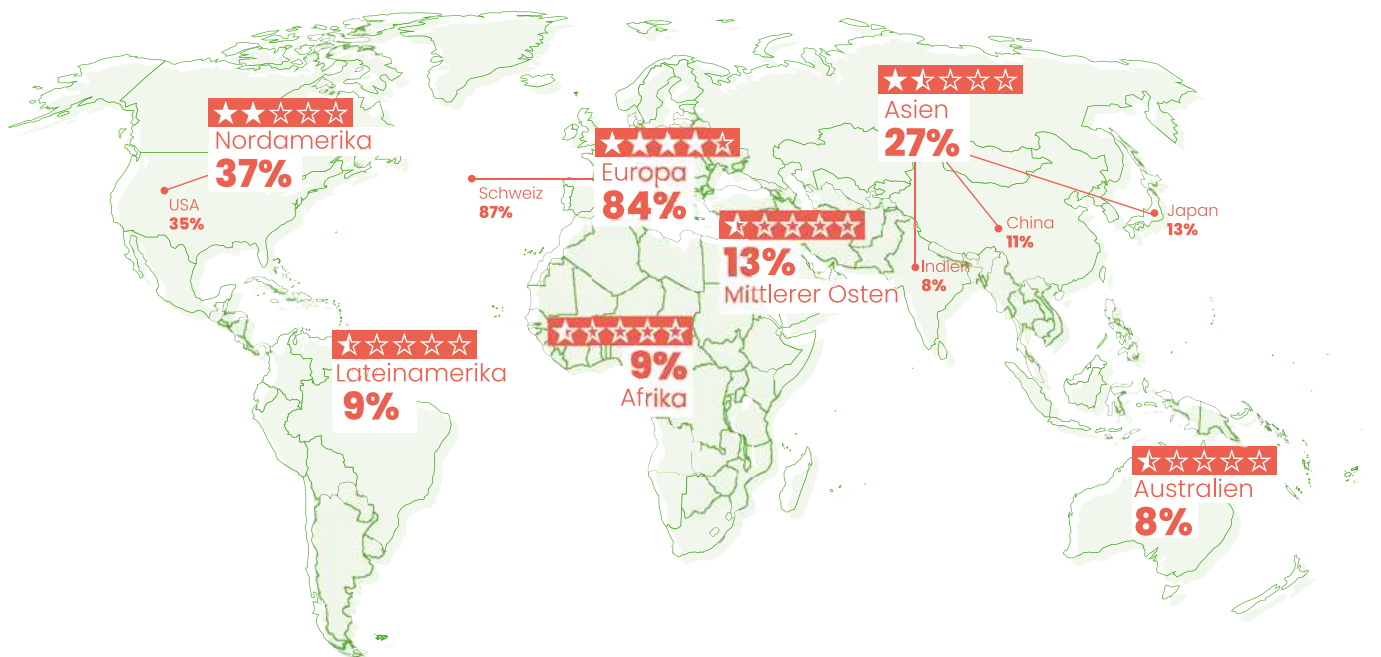 Nordamerika
37%
USA
35%
Schweiz
87%
Europa
84%
Asien
27%
China
11%
Japan
13%
Indien
8%
13%
Mittlerer Osten
Lateinamerika
9%
9%
Afrika
Australien
8%